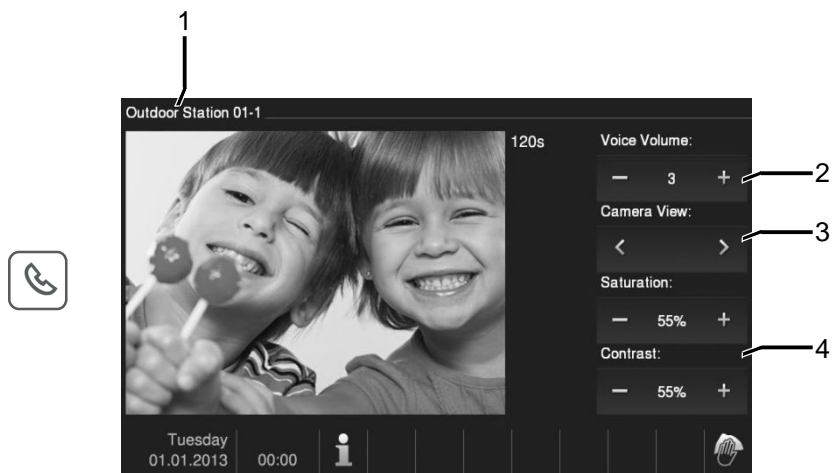 1
Outdoor Station 01-1
120s
Voice Volume:
− 3 +
2
Camera View:
< >
3
Saturation:
− 55% +
Contrast:
4
− 55% +
Tuesday
01.01.2013
00:00
i